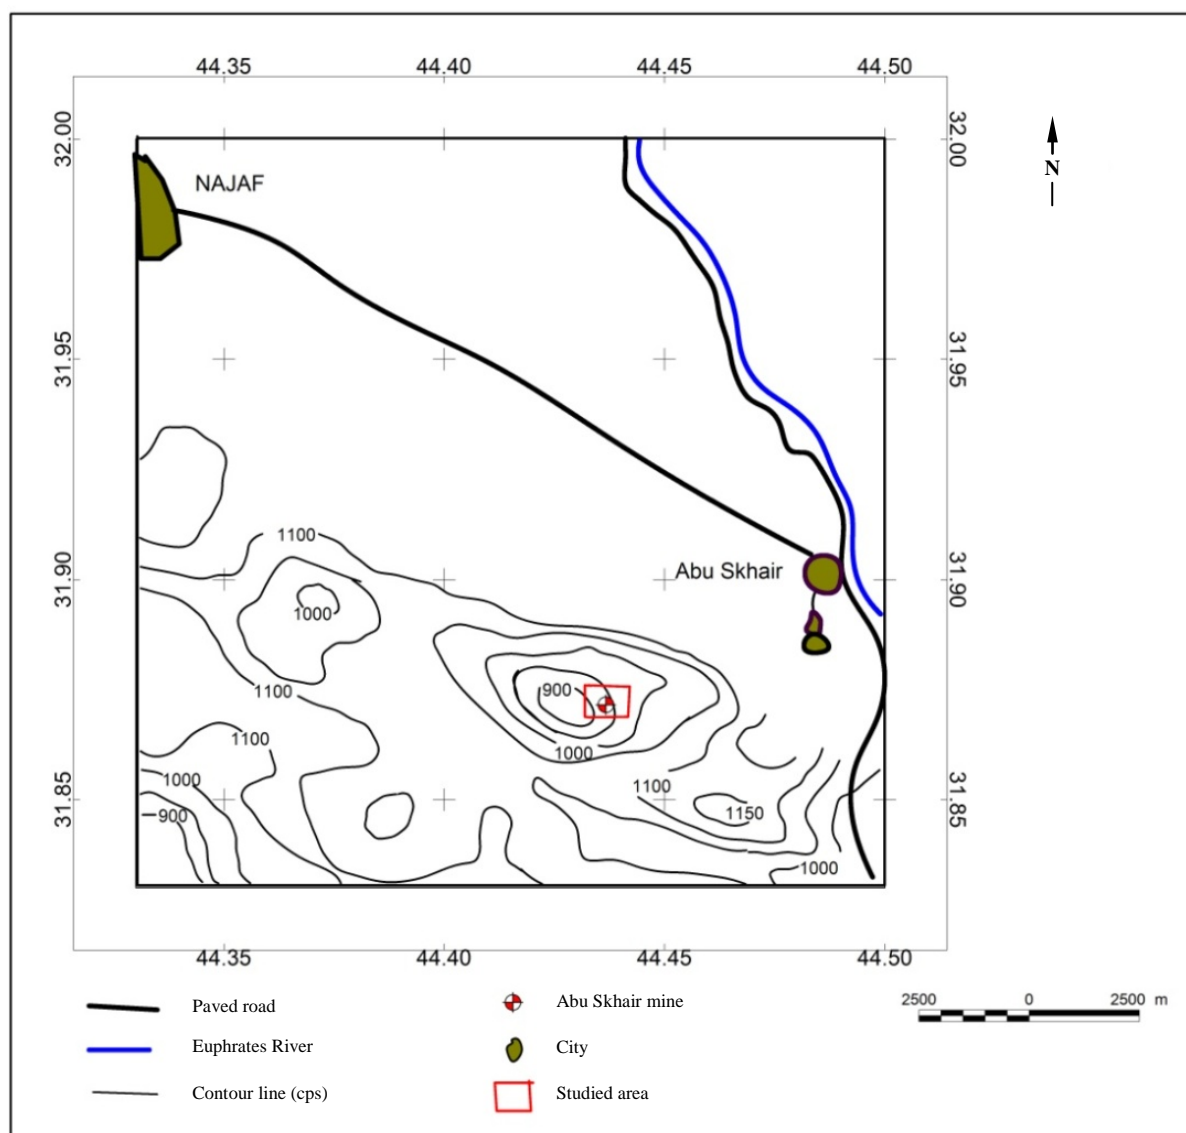 44.35 44.40 44.45 44.50
32.00 32.00
N
NAJAF
31.95 31.95
1100
Abu Skhair
31.90 31.90
1000
1100
900
1100
1000
1000
1100
31.85 31.85
900
1150
1000
44.35 44.40 44.45 44.50
Paved road
Abu Skhair mine
2500 0 2500 m
Euphrates River
City
Contour line (cps)
Studied area